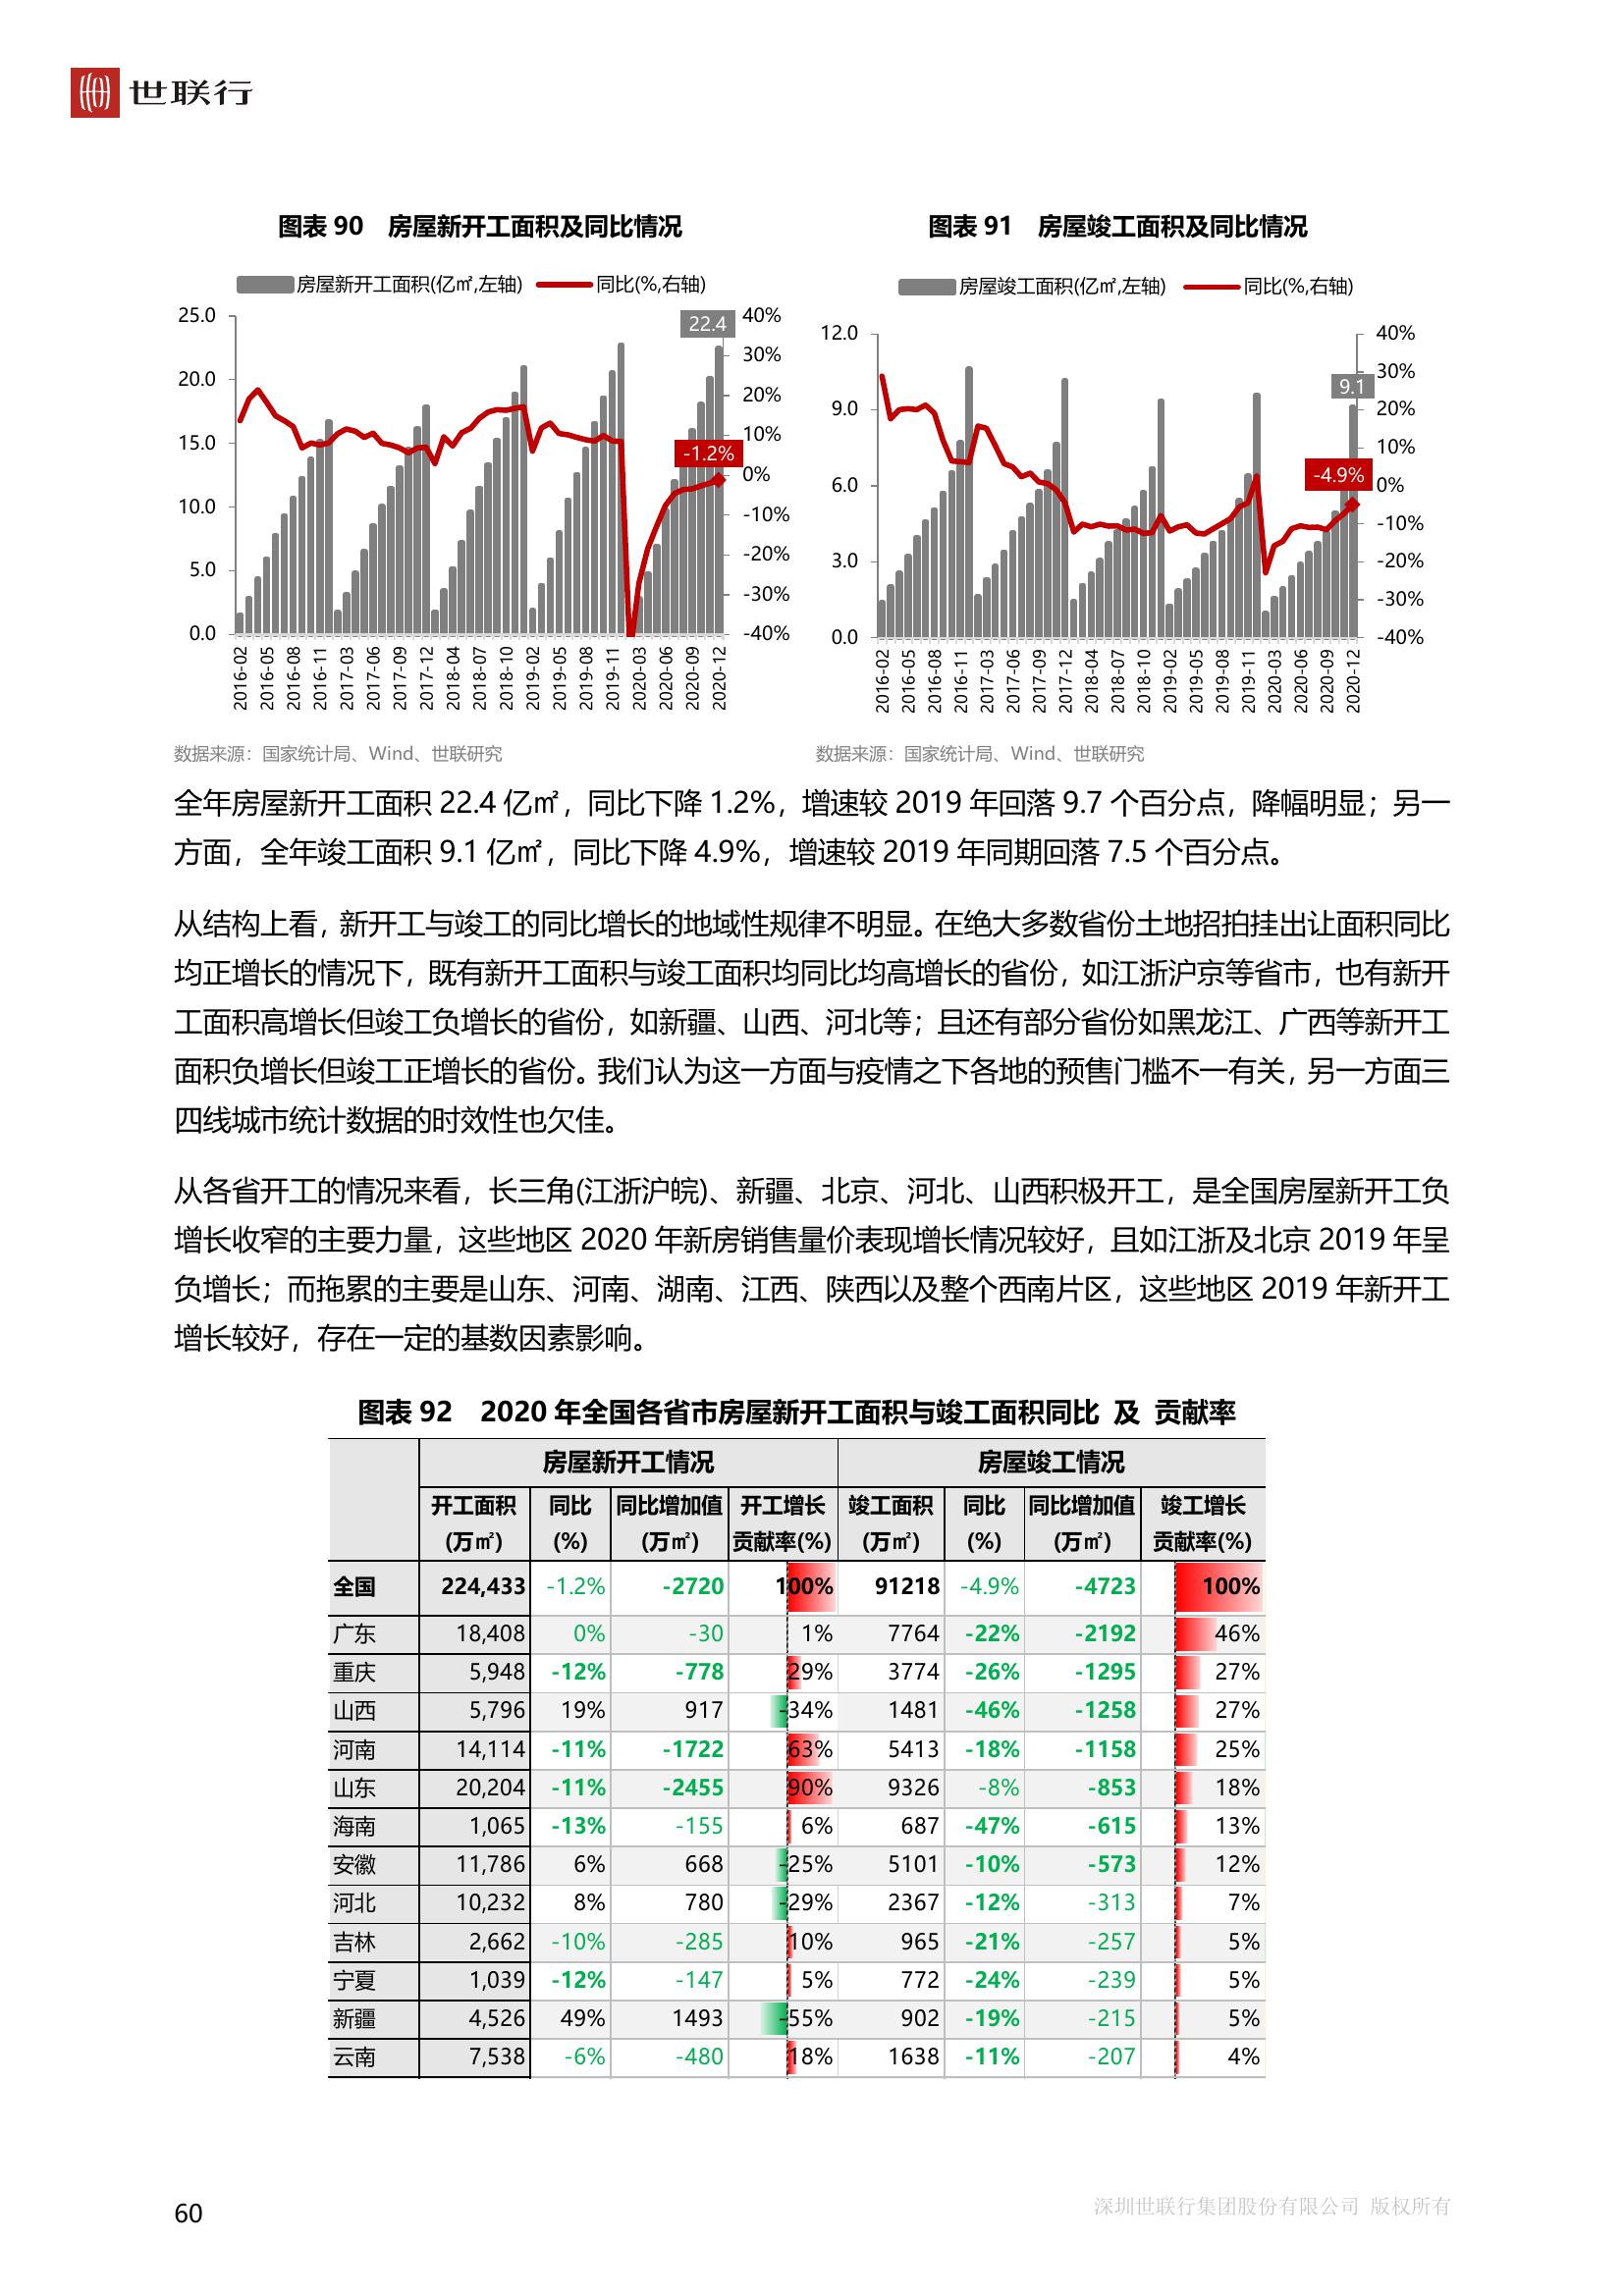 世联行
图表 90 房屋新开工面积及同比情况
房屋新开工面积(亿㎡,左轴) 同比(%,右轴)
25.0
20.0
15.0
10.0
5.0
0.0
40%
30%
20%
10%
0%
-10%
-20%
-30%
-40%
22.4
-1.2%
2016-02
2016-05
2016-08
2016-11
2017-03
2017-06
2017-09
2017-12
2018-04
2018-07
2018-10
2019-02
2019-05
2019-08
2019-11
2020-03
2020-06
2020-09
2020-12
数据来源：国家统计局、Wind、世联研究
图表 91 房屋竣工面积及同比情况
房屋竣工面积(亿㎡,左轴) 同比(%,右轴)
12.0
9.0
6.0
3.0
0.0
40%
30%
20%
10%
0%
-10%
-20%
-30%
-40%
9.1
-4.9%
2016-02
2016-05
2016-08
2016-11
2017-03
2017-06
2017-09
2017-12
2018-04
2018-07
2018-10
2019-02
2019-05
2019-08
2019-11
2020-03
2020-06
2020-09
2020-12
数据来源：国家统计局、Wind、世联研究
全年房屋新开工面积 22.4 亿㎡，同比下降 1.2%，增速较 2019 年回落 9.7 个百分点，降幅明显；另一
方面，全年竣工面积 9.1 亿㎡，同比下降 4.9%，增速较 2019 年同期回落 7.5 个百分点。
从结构上看，新开工与竣工的同比增长的地域性规律不明显。在绝大多数省份土地招拍挂出让面积同比
均正增长的情况下，既有新开工面积与竣工面积均同比均高增长的省份，如江浙沪京等省市，也有新开
工面积高增长但竣工负增长的省份，如新疆、山西、河北等；且还有部分省份如黑龙江、广西等新开工
面积负增长但竣工正增长的省份。我们认为这一方面与疫情之下各地的预售门槛不一有关，另一方面三
四线城市统计数据的时效性也欠佳。
从各省开工的情况来看，长三角(江浙沪皖)、新疆、北京、河北、山西积极开工，是全国房屋新开工负
增长收窄的主要力量，这些地区 2020 年新房销售量价表现增长情况较好，且如江浙及北京 2019 年呈
负增长；而拖累的主要是山东、河南、湖南、江西、陕西以及整个西南片区，这些地区 2019 年新开工
增长较好，存在一定的基数因素影响。
图表 92 2020 年全国各省市房屋新开工面积与竣工面积同比 及 贡献率
房屋新开工情况 房屋竣工情况
开工面积 同比 同比增加值 开工增长 竣工面积 同比 同比增加值 竣工增长
(万㎡) (%) (万㎡) 贡献率(%) (万㎡) (%) (万㎡) 贡献率(%)
全国 224,433 -1.2% -2720 100% 91218 -4.9% -4723 100%
广东 18,408 0% -30 1% 7764 -22% -2192 46%
重庆 5,948 -12% -778 29% 3774 -26% -1295 27%
山西 5,796 19% 917 -34% 1481 -46% -1258 27%
河南 14,114 -11% -1722 63% 5413 -18% -1158 25%
山东 20,204 -11% -2455 90% 9326 -8% -853 18%
海南 1,065 -13% -155 6% 687 -47% -615 13%
安徽 11,786 6% 668 -25% 5101 -10% -573 12%
河北 10,232 8% 780 -29% 2367 -12% -313 7%
吉林 2,662 -10% -285 10% 965 -21% -257 5%
宁夏 1,039 -12% -147 5% 772 -24% -239 5%
新疆 4,526 49% 1493 -55% 902 -19% -215 5%
云南 7,538 -6% -480 18% 1638 -11% -207 4%
60
深圳世联行集团股份有限公司 版权所有